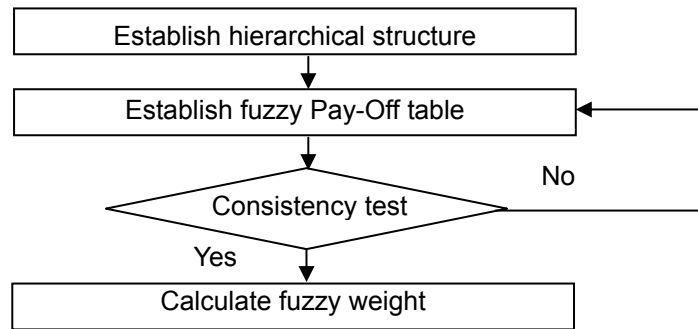 Establish hierarchical structure
Establish fuzzy Pay-Off table
No
Consistency test
Yes
Calculate fuzzy weight